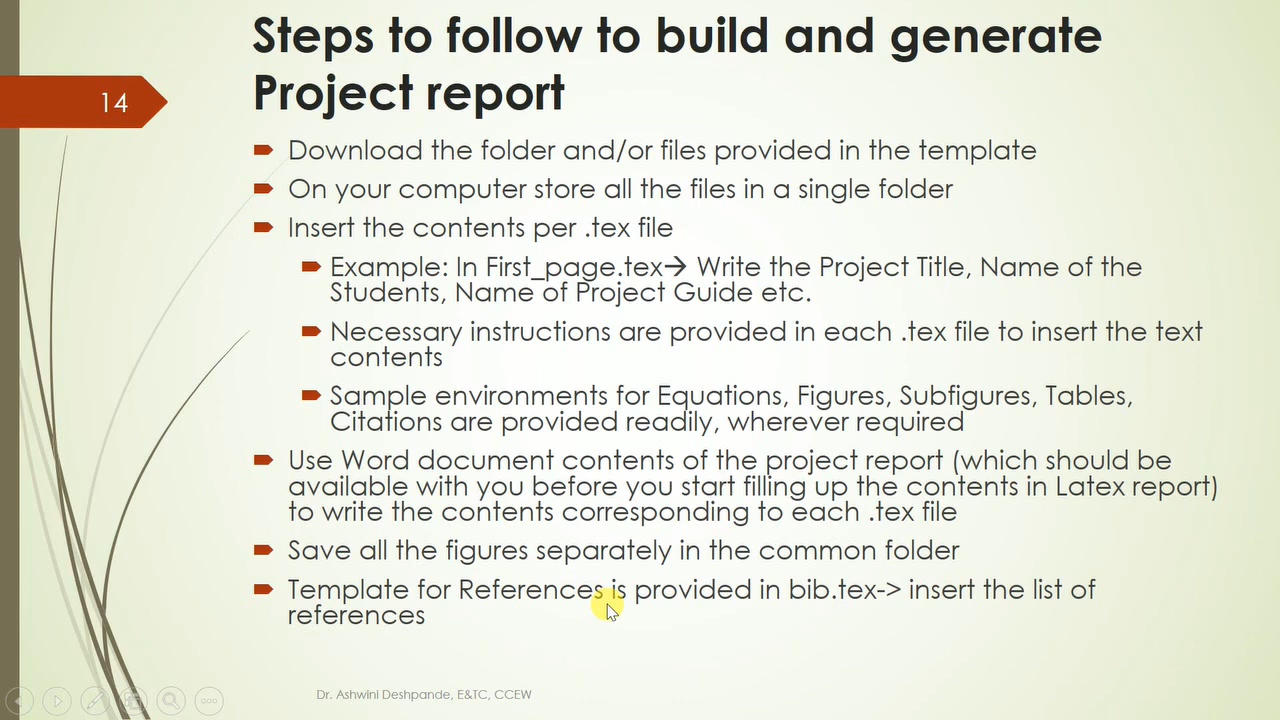 Steps to follow to build and generate
Project report
14
Download the folder and/or files provided in the template
On your computer store all the files in a single folder
Insert the contents per .tex file
Example: In First_page.tex→ Write the Project Title, Name of the
Students, Name of Project Guide etc.
Necessary instructions are provided in each .tex file to insert the text
contents
Sample environments for Equations, Figures, Subfigures, Tables,
Citations are provided readily, wherever required
Use Word document contents of the project report (which should be
available with you before you start filling up the contents in Latex report)
to write the contents corresponding to each .tex file
Save all the figures separately in the common folder
Template for References is provided in bib.tex-> insert the list of
references
Dr. Ashwini Deshpande, E&TC, CCEW